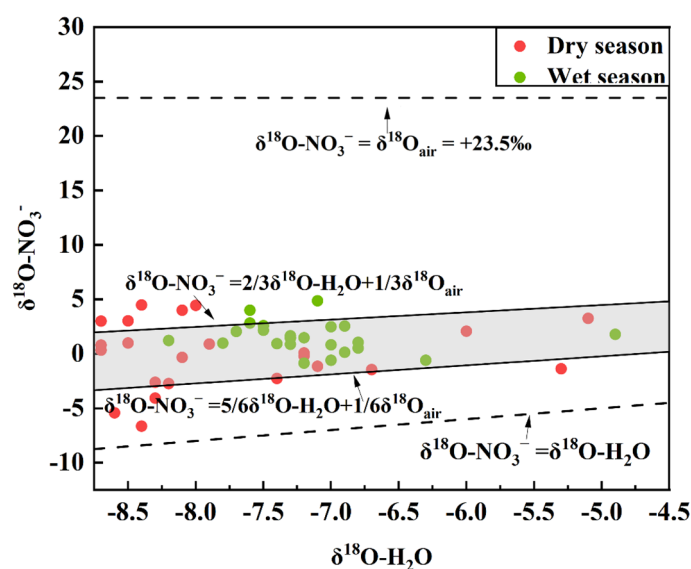 30
25
20
15
10
5
0
-5
-10
δ¹⁸O-NO₃⁻
Dry season
Wet season
δ¹⁸O-NO₃⁻ = δ¹⁸Oₐᵢᵣ = +23.5‰
δ¹⁸O-NO₃⁻ =2/3δ¹⁸O-H₂O+1/3δ¹⁸Oₐᵢᵣ
δ¹⁸O-NO₃⁻ =5/6δ¹⁸O-H₂O+1/6δ¹⁸Oₐᵢᵣ
δ¹⁸O-NO₃⁻ =δ¹⁸O-H₂O
-8.5 -8.0 -7.5 -7.0 -6.5 -6.0 -5.5 -5.0 -4.5
δ¹⁸O-H₂O